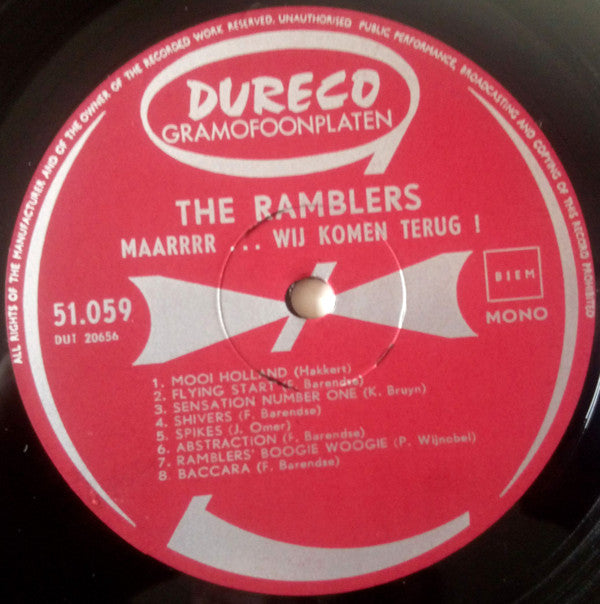 ALL RIGHTS OF THE MANUFACTURER AND OF THE OWNER OF THE RECORDED WORK RESERVED, UNAUTHORISED PUBLIC PERFORMANCE, BROADCASTING AND COPYING OF THIS RECORD PROHIBITED
DURECO
GRAMOFOONPLATEN
THE RAMBLERS
MAARRRR ... WIJ KOMEN TERUG !
51.059
DUT 20656
BIEM
MONO
1. MOOI HOLLAND (Hakkert)
2. FLYING START (F. Barendse)
3. SENSATION NUMBER ONE (K. Bruyn)
4. SHIVERS (F. Barendse)
5. SPIKES (J. Omer)
6. ABSTRACTION (F. Barendse)
7. RAMBLERS' BOOGIE WOOGIE (P. Wijnobel)
8. BACCARA (F. Barendse)